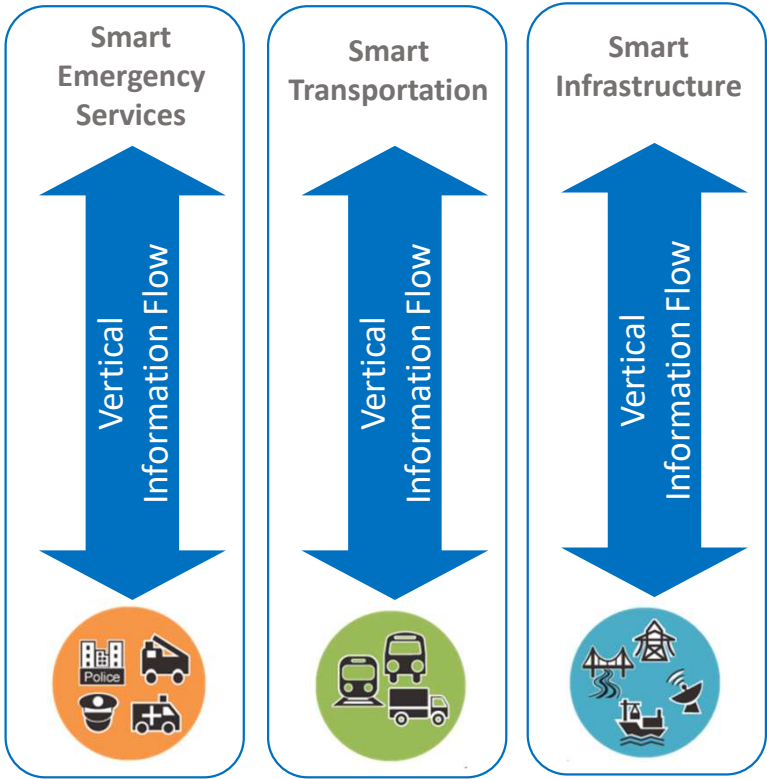 Smart
Emergency
Services
Vertical
Information Flow
Police
Smart
Transportation
Vertical
Information Flow
Smart
Infrastructure
Vertical
Information Flow